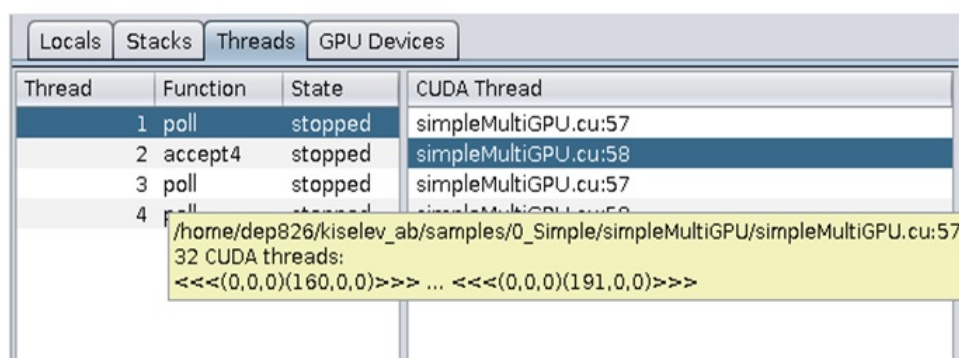 Locals Stacks Threads GPU Devices
Thread Function State CUDA Thread
1 poll stopped simpleMultiGPU.cu:57
2 accept4 stopped simpleMultiGPU.cu:58
3 poll stopped simpleMultiGPU.cu:57
4
/home/dep826/kiselev_ab/samples/0_Simple/simpleMultiGPU/simpleMultiGPU.cu:57
32 CUDA threads:
<<<(0,0,0)(160,0,0)>>> ... <<<(0,0,0)(191,0,0)>>>